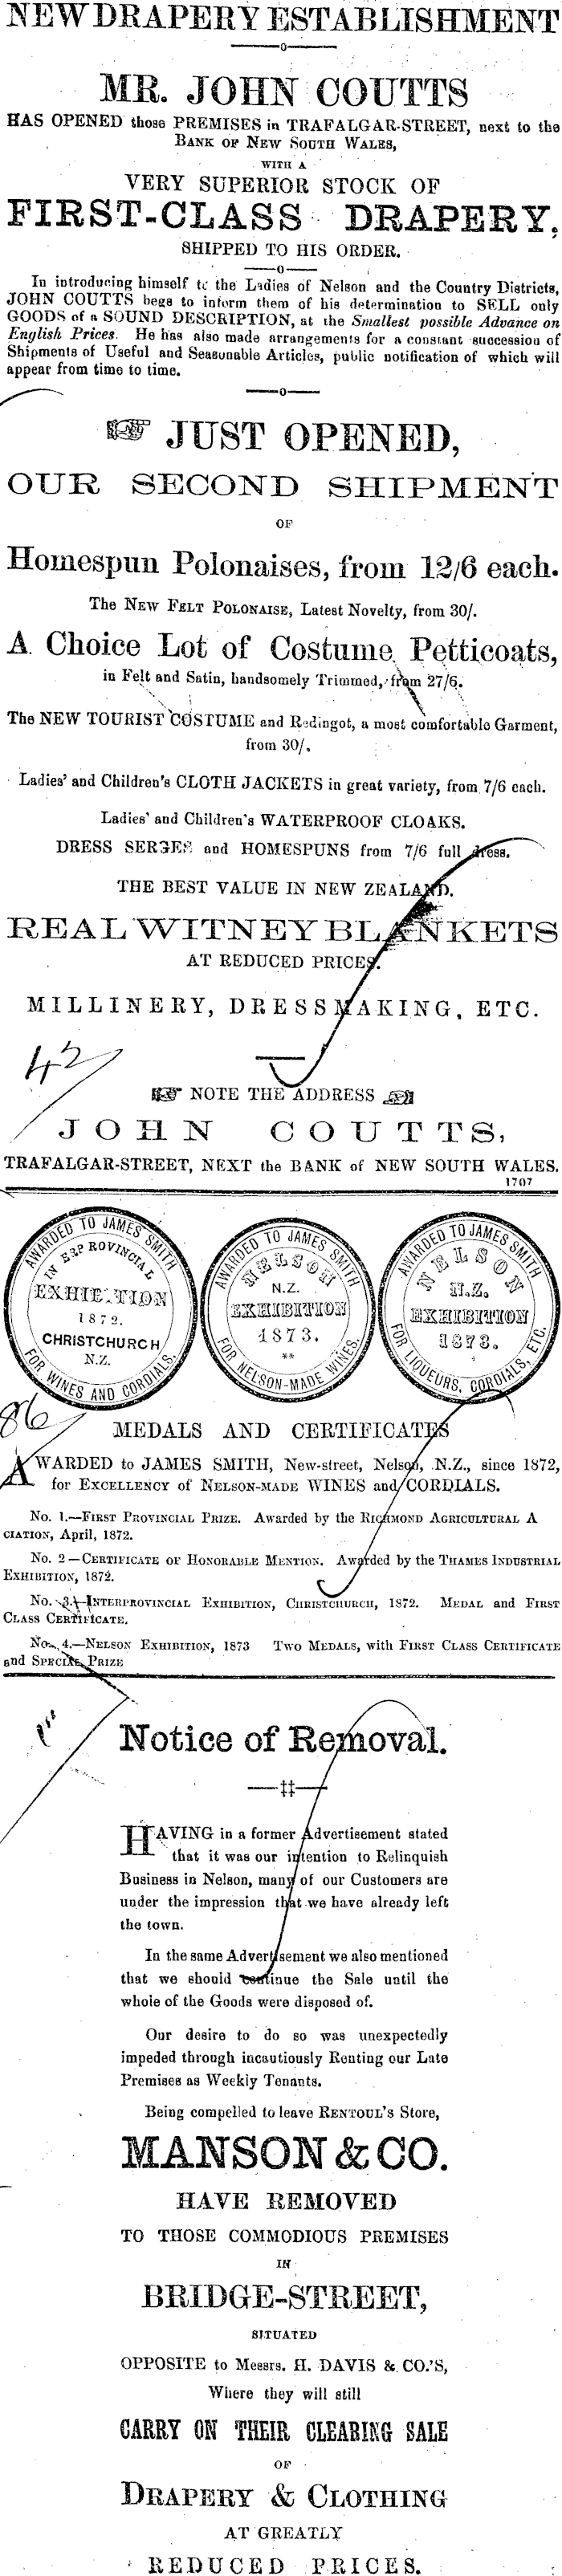 NEW DRAPERY ESTABLISHMENT
MR. JOHN COUTTS
HAS OPENED those PREMISES in TRAFALGAR-STREET, next to the
BANK OF NEW SOUTH WALES,
WITH A
VERY SUPERIOR STOCK OF
FIRST-CLASS DRAPERY,
SHIPPED TO HIS ORDER.
In introducing himself to the Ladies of Nelson and the Country Districts,
JOHN COUTTS begs to inform them of his determination to SELL only
GOODS of a SOUND DESCRIPTION, at the Smallest possible Advance on
English Prices. He has also made arrangements for a constant succession of
Shipments of Useful and Seasonable Articles, public notification of which will
appear from time to time.
JUST OPENED,
OUR SECOND SHIPMENT
OF
Homespun Polonaises, from 12/6 each.
The NEW FELT POLONAISE, Latest Novelty, from 30/.
A Choice Lot of Costume Petticoats,
in Felt and Satin, handsomely Trimmed, from 27/6.
The NEW TOURIST COSTUME and Redingot, a most comfortable Garment,
from 30/.
Ladies' and Children's CLOTH JACKETS in great variety, from 7/6 each.
Ladies' and Children's WATERPROOF CLOAKS.
DRESS SERGES and HOMESPUNS from 7/6 full dress.
THE BEST VALUE IN NEW ZEALAND.
REAL WITNEY BLANKETS
AT REDUCED PRICES.
MILLINERY, DRESSMAKING, ETC.
42
NOTE THE ADDRESS
JOHN COUTTS,
TRAFALGAR-STREET, NEXT the BANK of NEW SOUTH WALES.
1707
AWARDED TO JAMES SMITH
IN E&P ROVINCIAL
EXHIBITION
1872.
CHRISTCHURCH
N.Z.
FOR WINES AND CORDIALS.
AWARDED TO JAMES SMITH
NELSON
N.Z.
EXHIBITION
1873.
**
FOR NELSON-MADE WINES.
AWARDED TO JAMES SMITH
NELSON
N.Z.
EXHIBITION
1873.
FOR LIQUEURS, CORDIALS, ETC.
86
MEDALS AND CERTIFICATES
AWARDED to JAMES SMITH, New-street, Nelson, N.Z., since 1872,
for EXCELLENCY of NELSON-MADE WINES and CORDIALS.
No. 1.—FIRST PROVINCIAL PRIZE. Awarded by the RICHMOND AGRICULTURAL A
CIATION, April, 1872.
No. 2—CERTIFICATE OF HONORABLE MENTION. Awarded by the THAMES INDUSTRIAL
EXHIBITION, 1872.
No. 3.—INTERPROVINCIAL EXHIBITION, CHRISTCHURCH, 1872. MEDAL and FIRST
CLASS CERTIFICATE.
No. 4.—NELSON EXHIBITION, 1873 TWO MEDALS, with FIRST CLASS CERTIFICATE
and SPECIAL PRIZE
Notice of Removal.
HAVING in a former Advertisement stated
that it was our intention to Relinquish
Business in Nelson, many of our Customers are
under the impression that we have already left
the town.
In the same Advertisement we also mentioned
that we should continue the Sale until the
whole of the Goods were disposed of.
Our desire to do so was unexpectedly
impeded through incautiously Renting our Late
Premises as Weekly Tenants.
Being compelled to leave RENTOUL'S Store,
MANSON & CO.
HAVE REMOVED
TO THOSE COMMODIOUS PREMISES
IN
BRIDGE-STREET,
SITUATED
OPPOSITE to Messrs. H. DAVIS & CO.'S,
Where they will still
CARRY ON THEIR CLEARING SALE
OF
DRAPERY & CLOTHING
AT GREATLY
REDUCED PRICES.